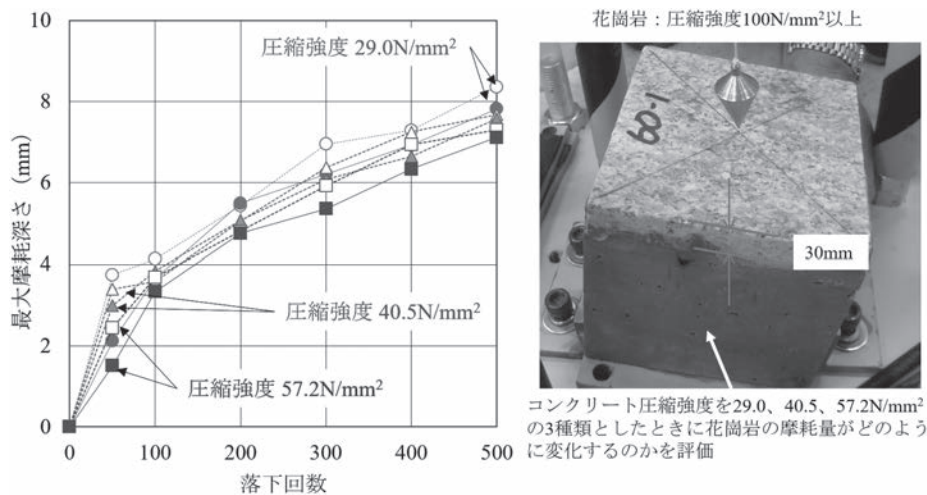 花崗岩：圧縮強度100N/mm²以上
最大摩耗深さ（mm）
10
8
6
4
2
0
圧縮強度 29.0N/mm²
圧縮強度 40.5N/mm²
圧縮強度 57.2N/mm²
0
100
200
300
400
500
落下回数
60-1
30mm
コンクリート圧縮強度を29.0、40.5、57.2N/mm²
の3種類としたときに花崗岩の摩耗量がどのよう
に変化するのかを評価